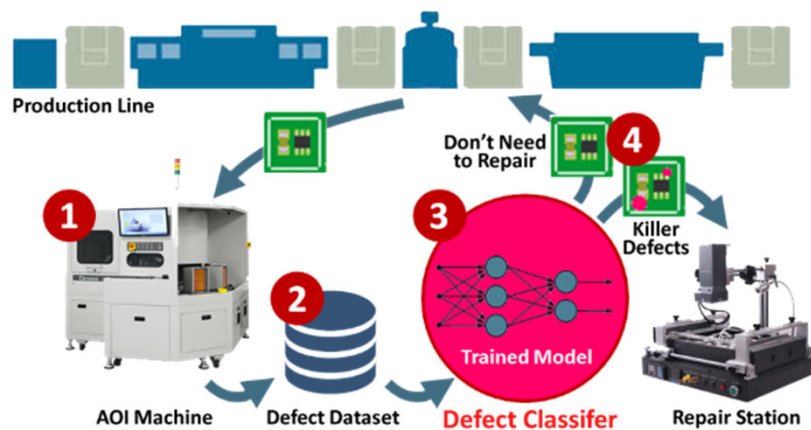 Production Line
Don't Need
to Repair
4
Killer
Defects
1
2
3
Trained Model
AOI Machine
Defect Dataset
Defect Classifer
Repair Station